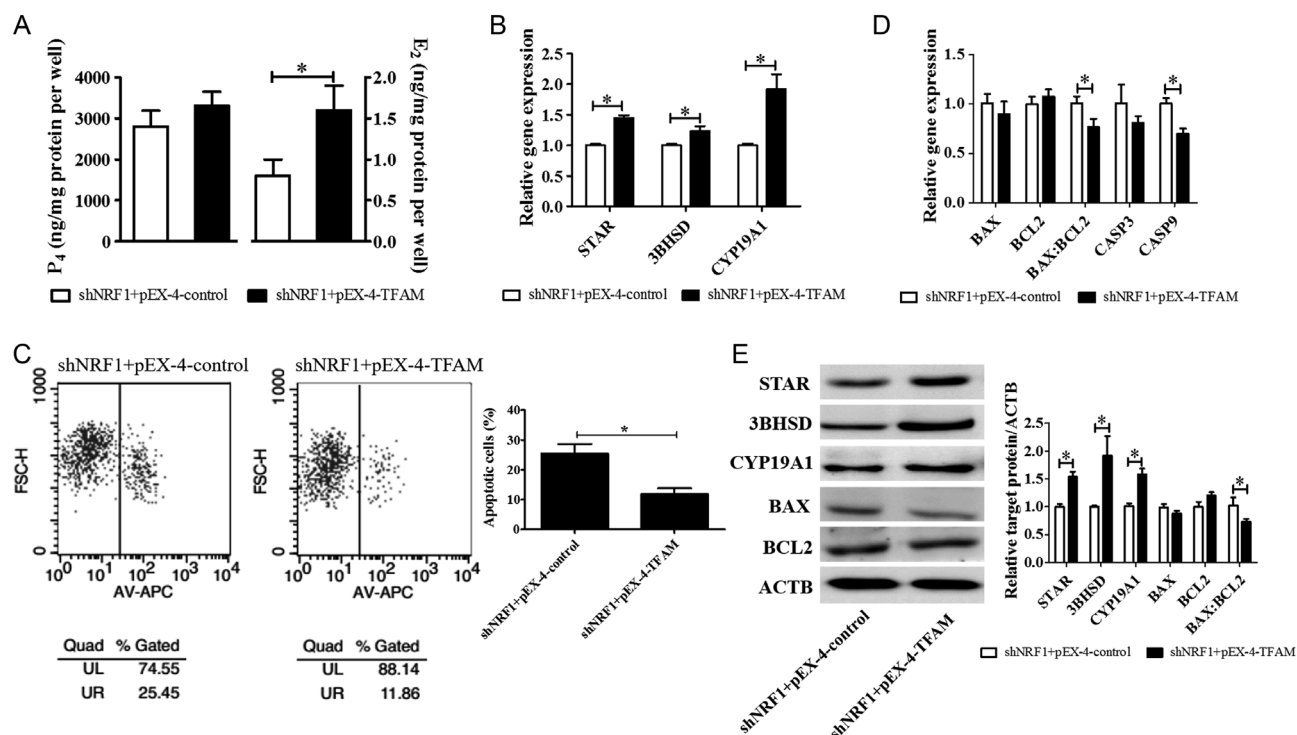 A
P4 (ng/mg protein per well)
4000
3000
2000
1000
0
*
2.0
1.5
1.0
0.5
0.0
E2 (ng/mg protein per well)
shNRF1+pEX-4-control
shNRF1+pEX-4-TFAM
B
Relative gene expression
2.5
2.0
1.5
1.0
0.5
0.0
*
*
*
STAR
3BHSD
CYP19A1
shNRF1+pEX-4-control
shNRF1+pEX-4-TFAM
D
Relative gene expression
1.5
1.0
0.5
0.0
*
*
BAX
BCL2
BAX:BCL2
CASP3
CASP9
shNRF1+pEX-4-control
shNRF1+pEX-4-TFAM
C
shNRF1+pEX-4-control
FSC-H
1000
0
10^0 10^1 10^2 10^3 10^4
AV-APC
Quad % Gated
UL 74.55
UR 25.45
shNRF1+pEX-4-TFAM
FSC-H
1000
0
10^0 10^1 10^2 10^3 10^4
AV-APC
Quad % Gated
UL 88.14
UR 11.86
Apoptotic cells (%)
40
30
20
10
0
*
shNRF1+pEX-4-control
shNRF1+pEX-4-TFAM
E
STAR
3BHSD
CYP19A1
BAX
BCL2
ACTB
shNRF1+pEX-4-control
shNRF1+pEX-4-TFAM
Relative target protein/ACTB
2.5
2.0
1.5
1.0
0.5
0.0
*
*
*
*
STAR
3BHSD
CYP19A1
BAX
BCL2
BAX:BCL2
shNRF1+pEX-4-control
shNRF1+pEX-4-TFAM